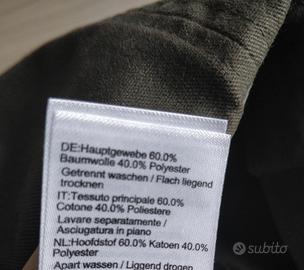 DE:Hauptgewebe 60.0%
Baumwolle 40.0% Polyester
Getrennt waschen / Flach liegend
trocknen
IT:Tessuto principale 60.0%
Cotone 40.0% Poliestere
Lavare separatamente /
Asciugatura in piano
NL:Hoofdstof 60.0% Katoen 40.0%
Polyester
Apart wassen / Liggend drogen
subito